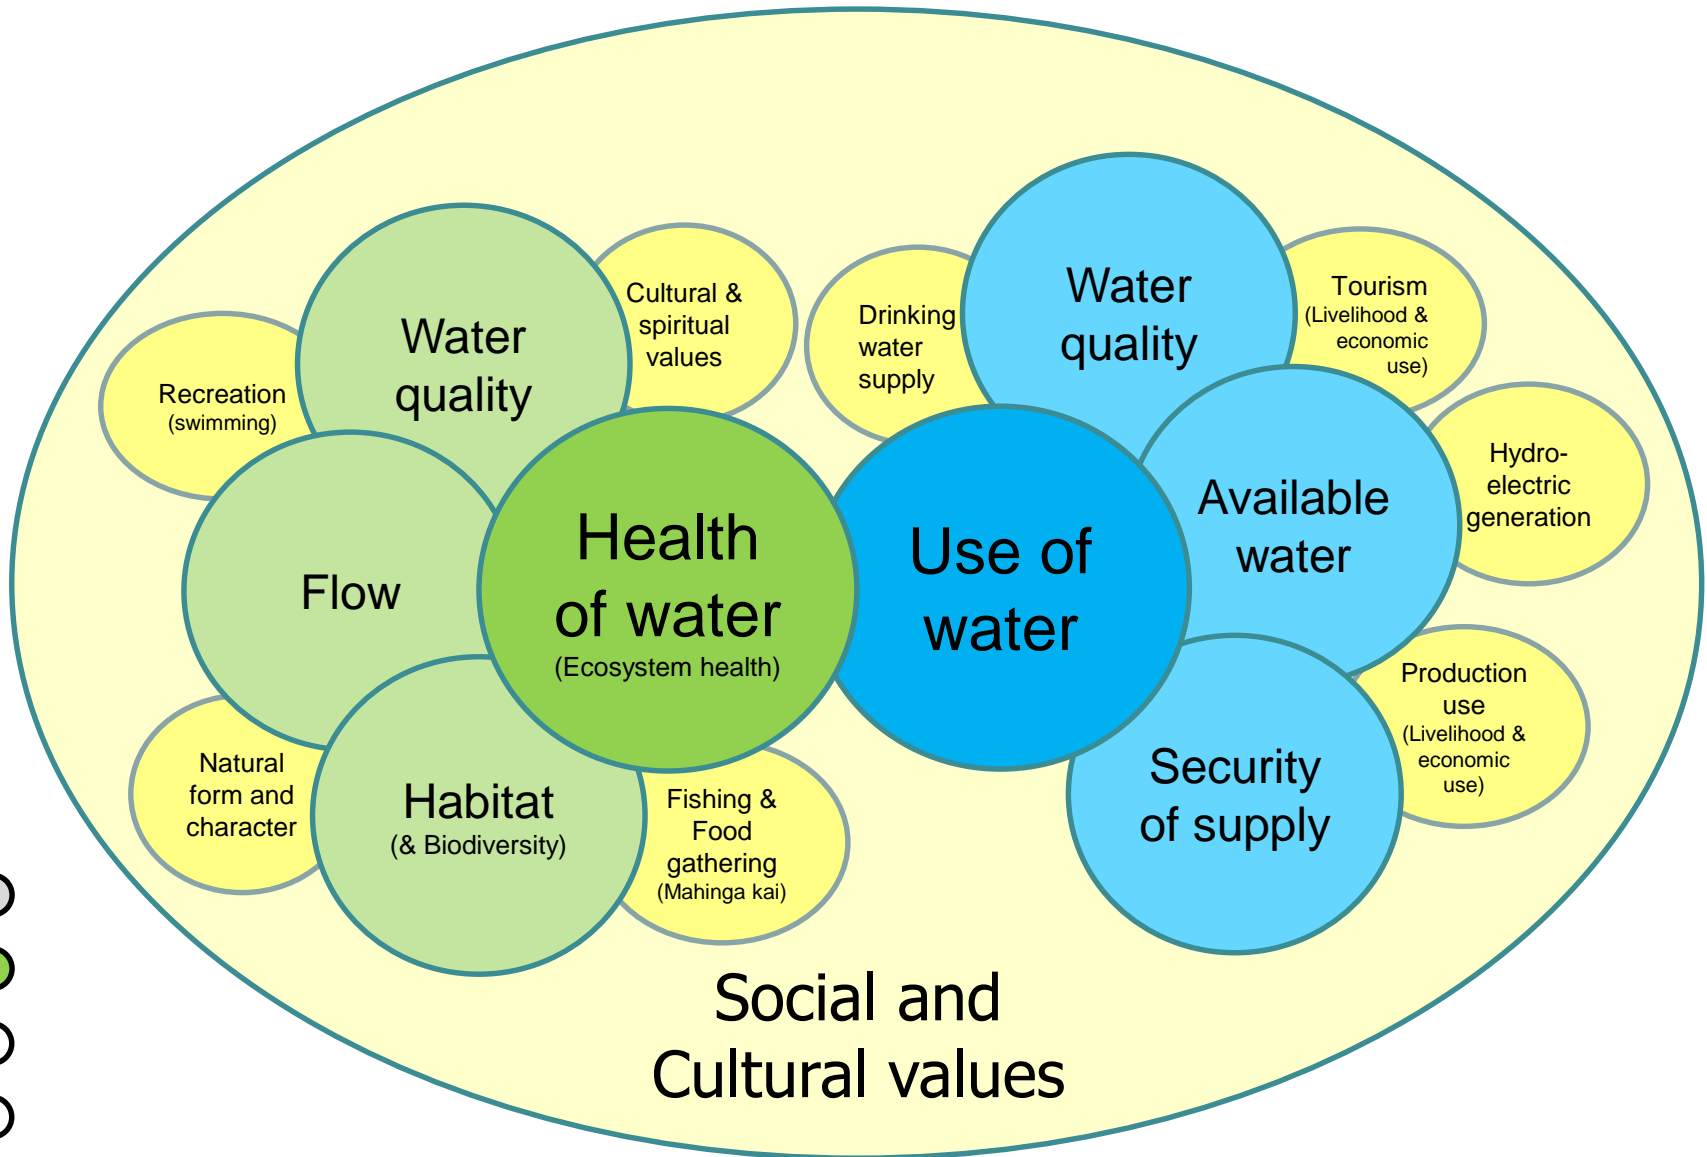 Water
quality
Cultural &
spiritual
values
Recreation
(swimming)
Flow
Health
of water
(Ecosystem health)
Natural
form and
character
Habitat
(& Biodiversity)
Fishing &
Food
gathering
(Mahinga kai)
Drinking
water
supply
Water
quality
Tourism
(Livelihood &
economic
use)
Use of
water
Available
water
Hydro-
electric
generation
Production
use
(Livelihood &
economic
use)
Security
of supply
Social and
Cultural values